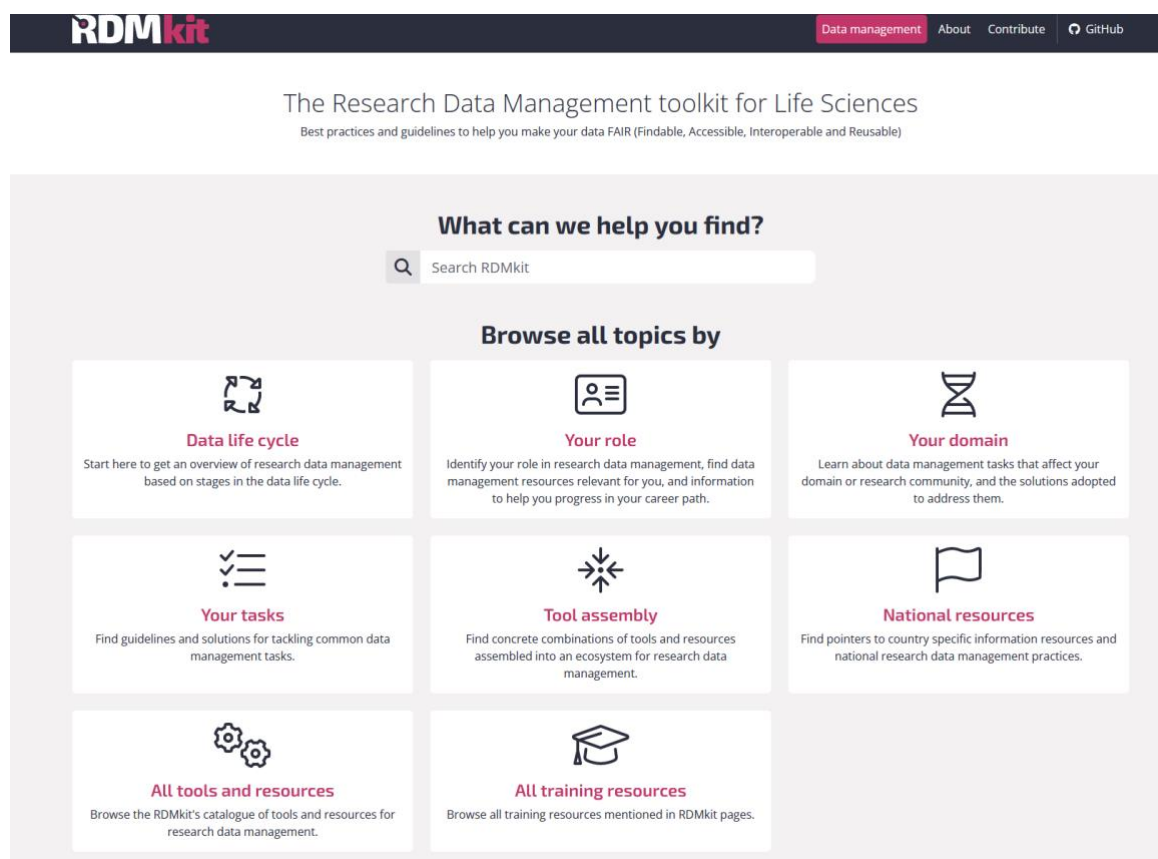 RDMkit
Data management About Contribute GitHub
The Research Data Management toolkit for Life Sciences
Best practices and guidelines to help you make your data FAIR (Findable, Accessible, Interoperable and Reusable)
What can we help you find?
Search RDMkit
Browse all topics by
Data life cycle
Start here to get an overview of research data management
based on stages in the data life cycle.
Your role
Identify your role in research data management, find data
management resources relevant for you, and information
to help you progress in your career path.
Your domain
Learn about data management tasks that affect your
domain or research community, and the solutions adopted
to address them.
Your tasks
Find guidelines and solutions for tackling common data
management tasks.
Tool assembly
Find concrete combinations of tools and resources
assembled into an ecosystem for research data
management.
National resources
Find pointers to country specific information resources and
national research data management practices.
All tools and resources
Browse the RDMkit's catalogue of tools and resources for
research data management.
All training resources
Browse all training resources mentioned in RDMkit pages.